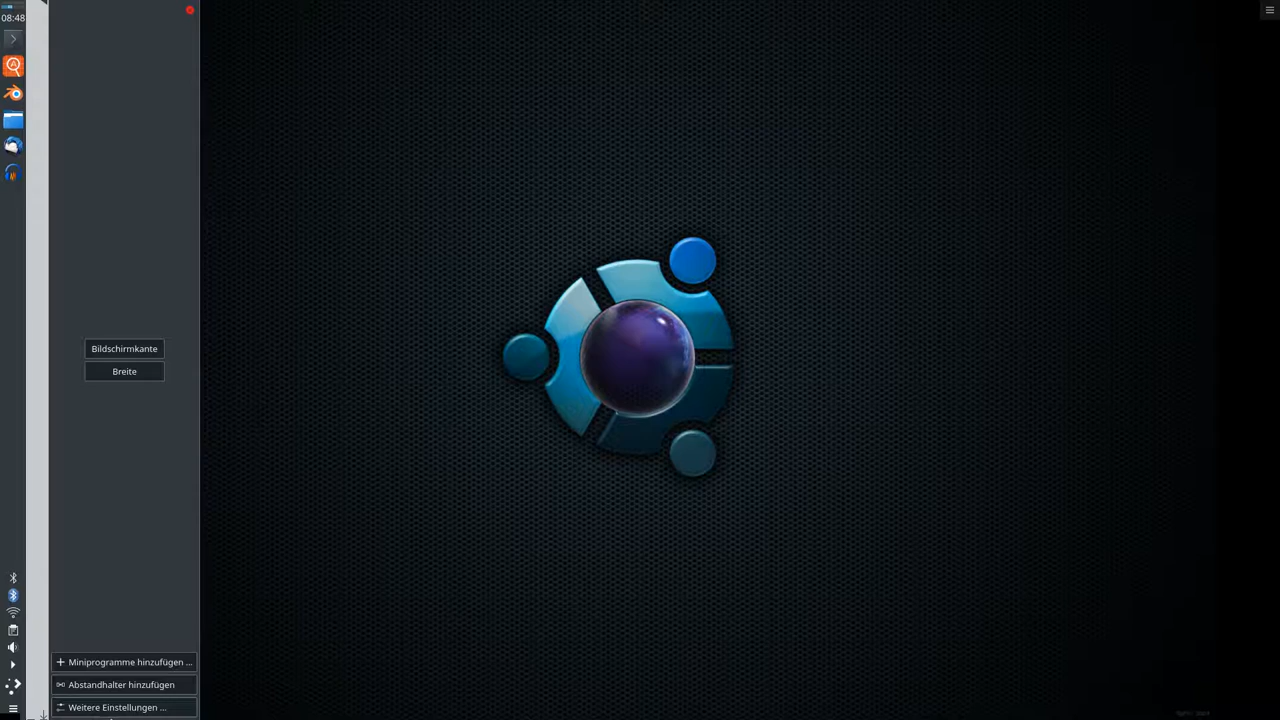 08:48
Bildschirmkante
Breite
Miniprogramme hinzufügen ...
Abstandhalter hinzufügen
Weitere Einstellungen ...